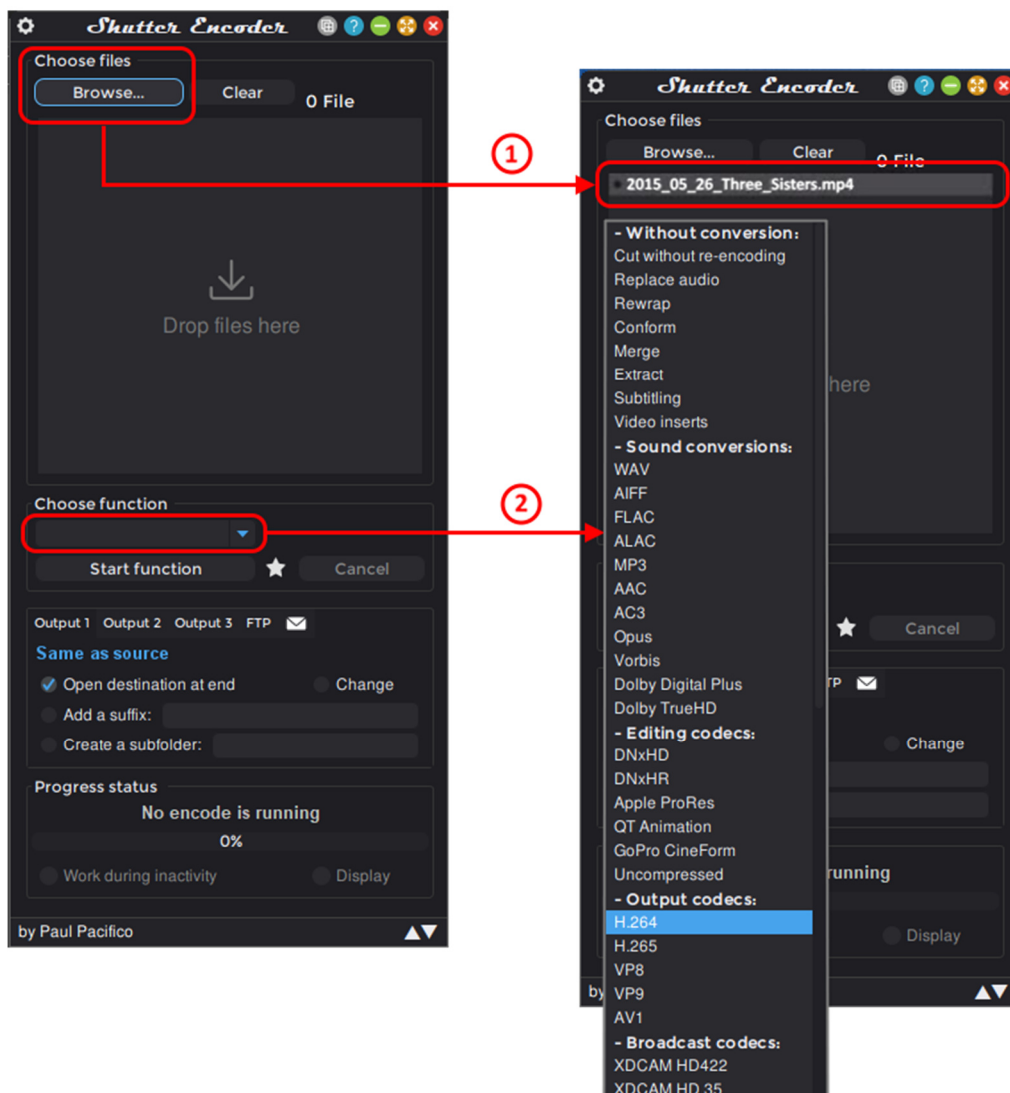 Shutter Encoder
Choose files
Browse... Clear 0 File
Drop files here
Choose function
Start function Cancel
Output 1 Output 2 Output 3 FTP
Same as source
Open destination at end Change
Add a suffix:
Create a subfolder:
Progress status
No encode is running
0%
Work during inactivity Display
by Paul Pacifico
1
2
Shutter Encoder
Choose files
Browse... Clear 0 File
2015_05_26_Three_Sisters.mp4
- Without conversion:
Cut without re-encoding
Replace audio
Rewrap
Conform
Merge
Extract
here
Subtitling
Video inserts
- Sound conversions:
WAV
AIFF
FLAC
ALAC
MP3
AAC
AC3
Opus
Cancel
Vorbis
Dolby Digital Plus
TP
Dolby TrueHD
- Editing codecs:
Change
DNxHD
DNxHR
Apple ProRes
QT Animation
GoPro CineForm
Uncompressed
running
- Output codecs:
H.264
H.265
Display
VP8
VP9
by
AV1
- Broadcast codecs:
XDCAM HD422
XDCAM HD 35